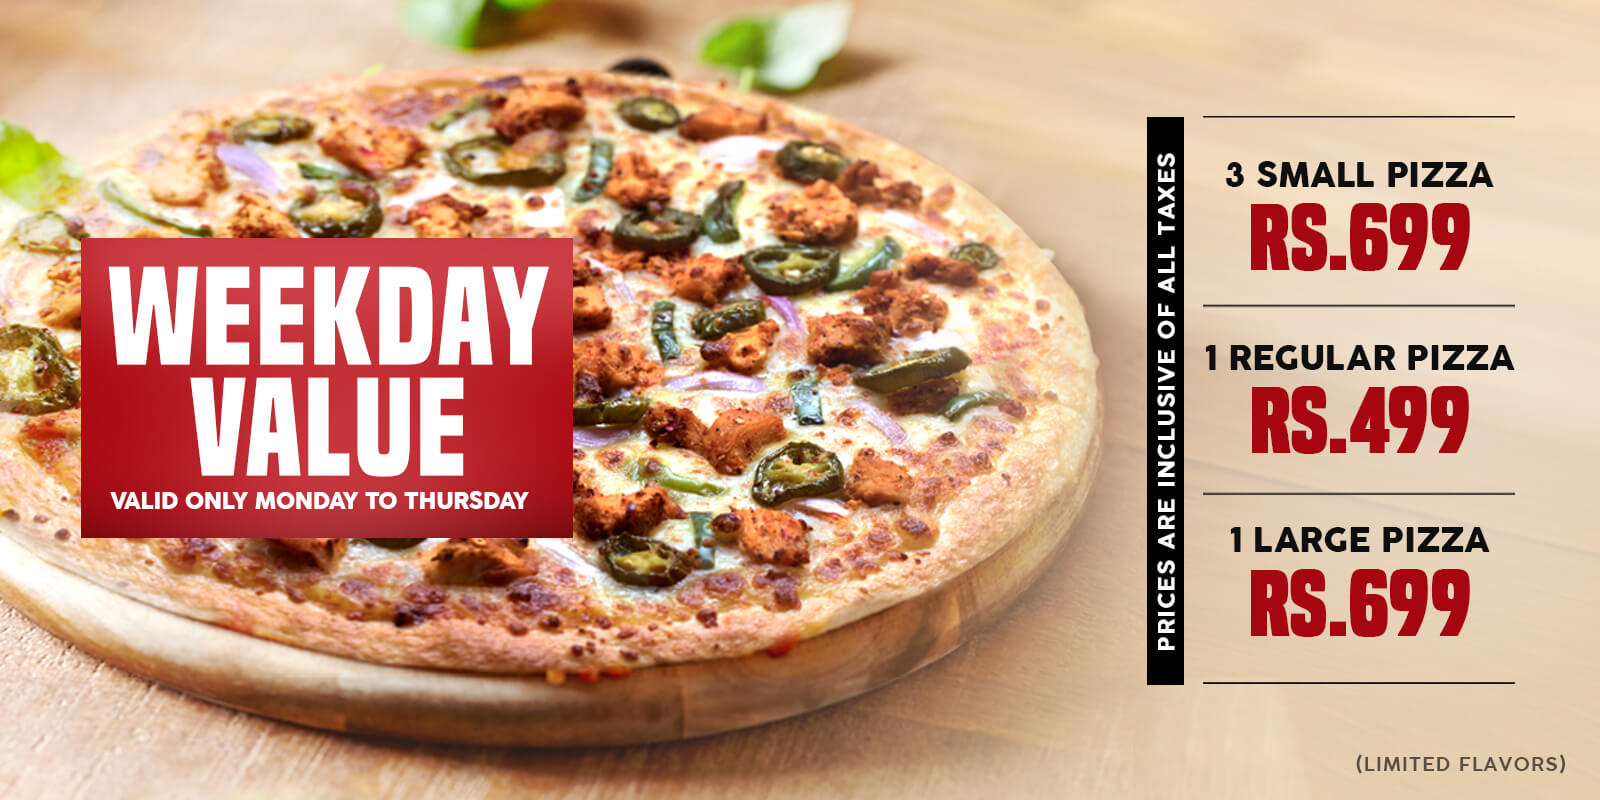 WEEKDAY
VALUE
VALID ONLY MONDAY TO THURSDAY
PRICES ARE INCLUSIVE OF ALL TAXES
3 SMALL PIZZA
RS.699
1 REGULAR PIZZA
RS.499
1 LARGE PIZZA
RS.699
(LIMITED FLAVORS)